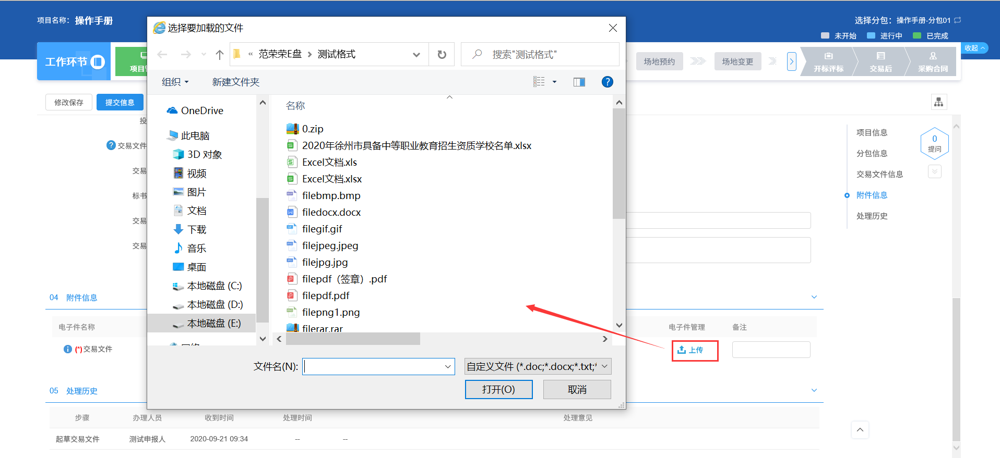 项目名称：操作手册
选择分包：操作手册-分包01
未开始 进行中 已完成
收起
工作环节
场地预约
场地变更
开标评标
交易后
采购合同
修改保存
提交信息
选择要加载的文件
« 范荣荣E盘 › 测试格式
搜索"测试格式"
组织
新建文件夹
OneDrive
此电脑
3D 对象
视频
图片
文档
下载
音乐
桌面
本地磁盘 (C:)
本地磁盘 (D:)
本地磁盘 (E:)
网络
名称
0.zip
2020年徐州市具备中等职业教育招生资质学校名单.xlsx
Excel文档.xls
Excel文档.xlsx
filebmp.bmp
filedocx.docx
filegif.gif
filejpeg.jpeg
filejpg.jpg
filepdf（签章）.pdf
filepdf.pdf
filepng1.png
filerar.rar
文件名(N):
自定义文件 (*.doc;*.docx;*.txt;*
打开(O)
取消
投
交易文件
交易
标书
交易
交易
项目信息
分包信息
交易文件信息
附件信息
处理历史
0
提问
04 附件信息
电子件名称
电子件管理
备注
(*)交易文件
上传
05 处理历史
步骤 办理人员 收到时间 处理时间 处理意见
起草交易文件 测试申报人 2020-09-21 09:34 -- --